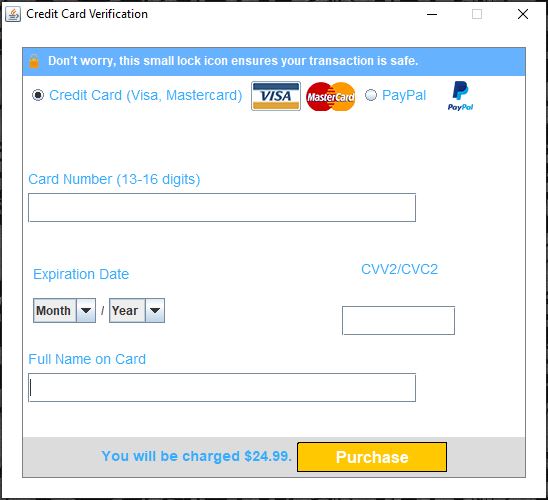 Credit Card Verification
Don't worry, this small lock icon ensures your transaction is safe.
Credit Card (Visa, Mastercard) VISA MasterCard PayPal PayPal
Card Number (13-16 digits)
Expiration Date
CVV2/CVC2
Month / Year
Full Name on Card
You will be charged $24.99. Purchase